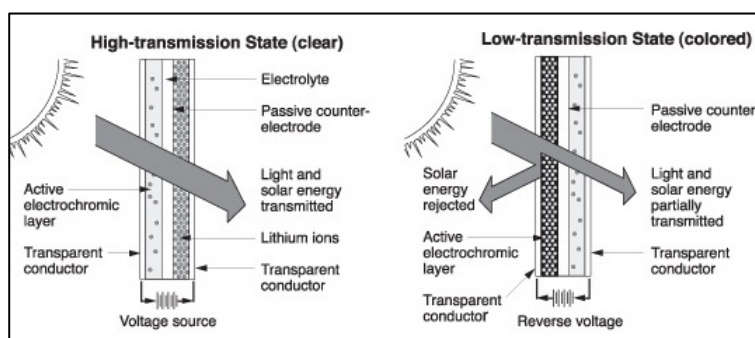 High-transmission State (clear)
Electrolyte
Passive counter-
electrode
Light and
solar energy
transmitted
Active
electrochromic
layer
Lithium ions
Transparent
conductor
Transparent
conductor
Voltage source
Low-transmission State (colored)
Passive counter
electrode
Solar
energy
rejected
Light and
solar energy
partially
transmitted
Active
electrochromic
layer
Transparent
conductor
Transparent
conductor
Reverse voltage